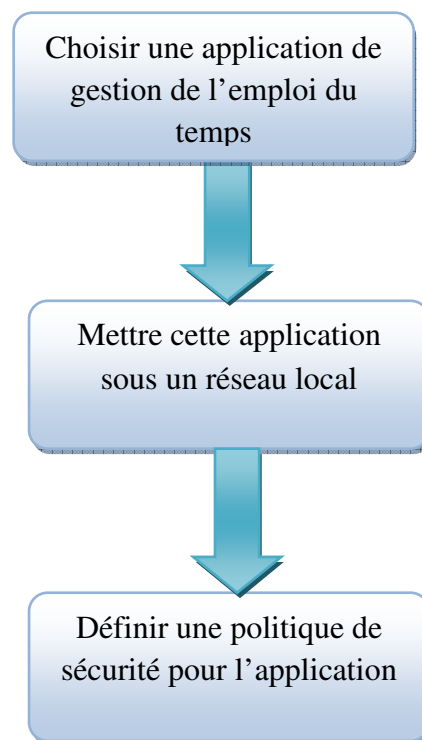 Choisir une application de
gestion de l’emploi du
temps
Mettre cette application
sous un réseau local
Définir une politique de
sécurité pour l’application